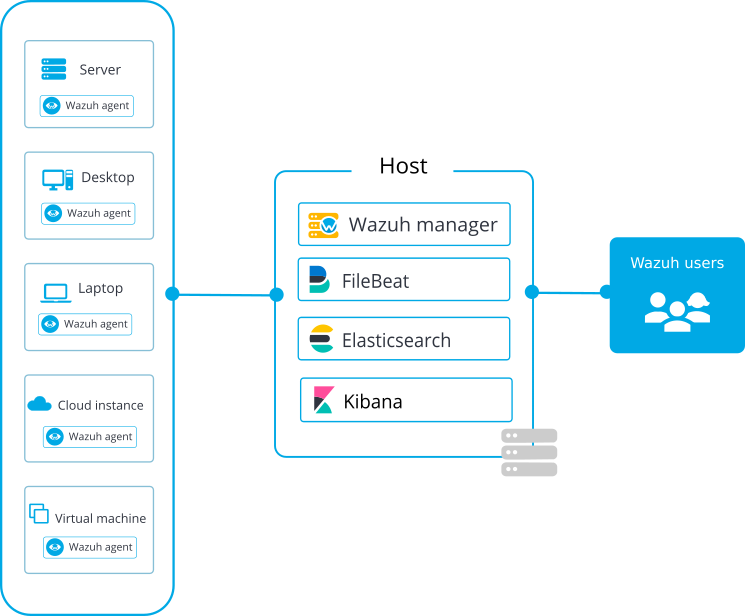 Server
Wazuh agent
Desktop
Wazuh agent
Laptop
Wazuh agent
Cloud instance
Wazuh agent
Virtual machine
Wazuh agent
Host
Wazuh manager
FileBeat
Elasticsearch
Kibana
Wazuh users